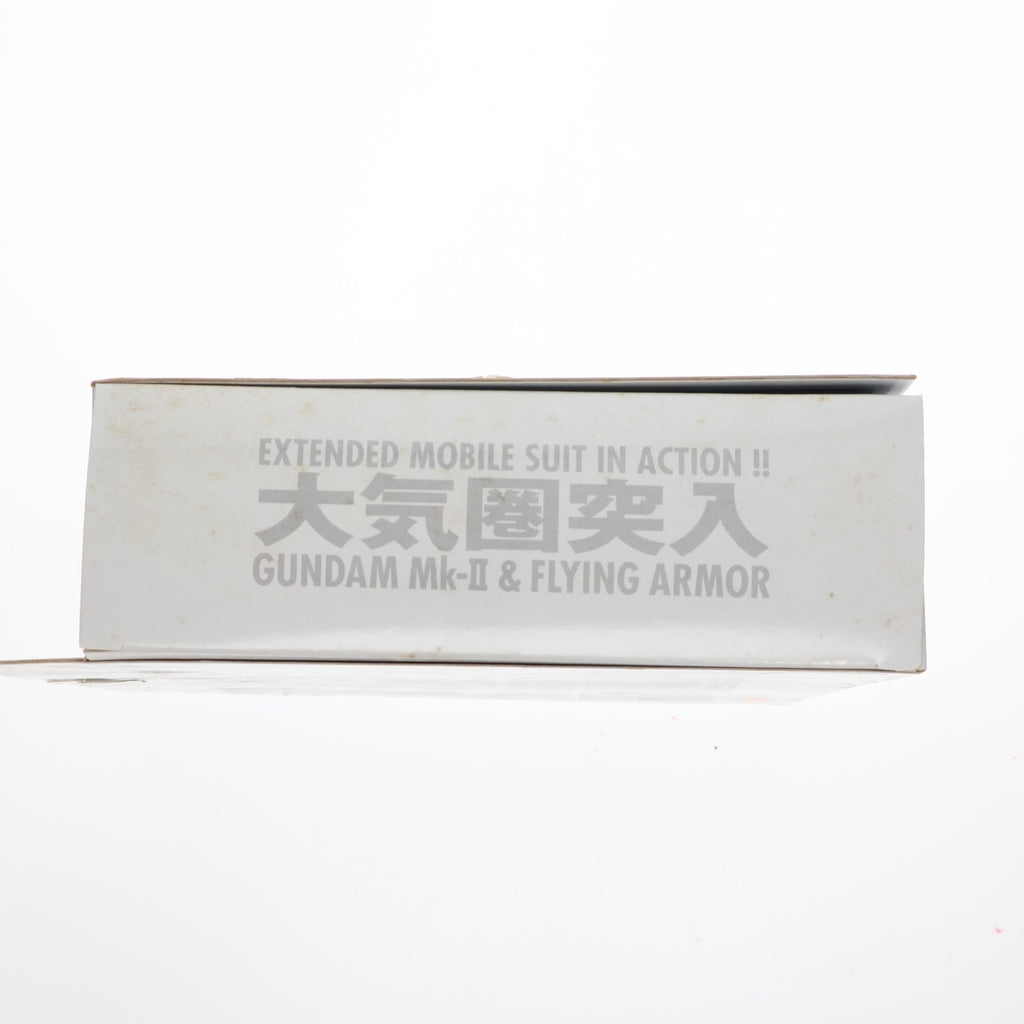 EXTENDED MOBILE SUIT IN ACTION !!
大気圏突入
GUNDAM Mk-II & FLYING ARMOR